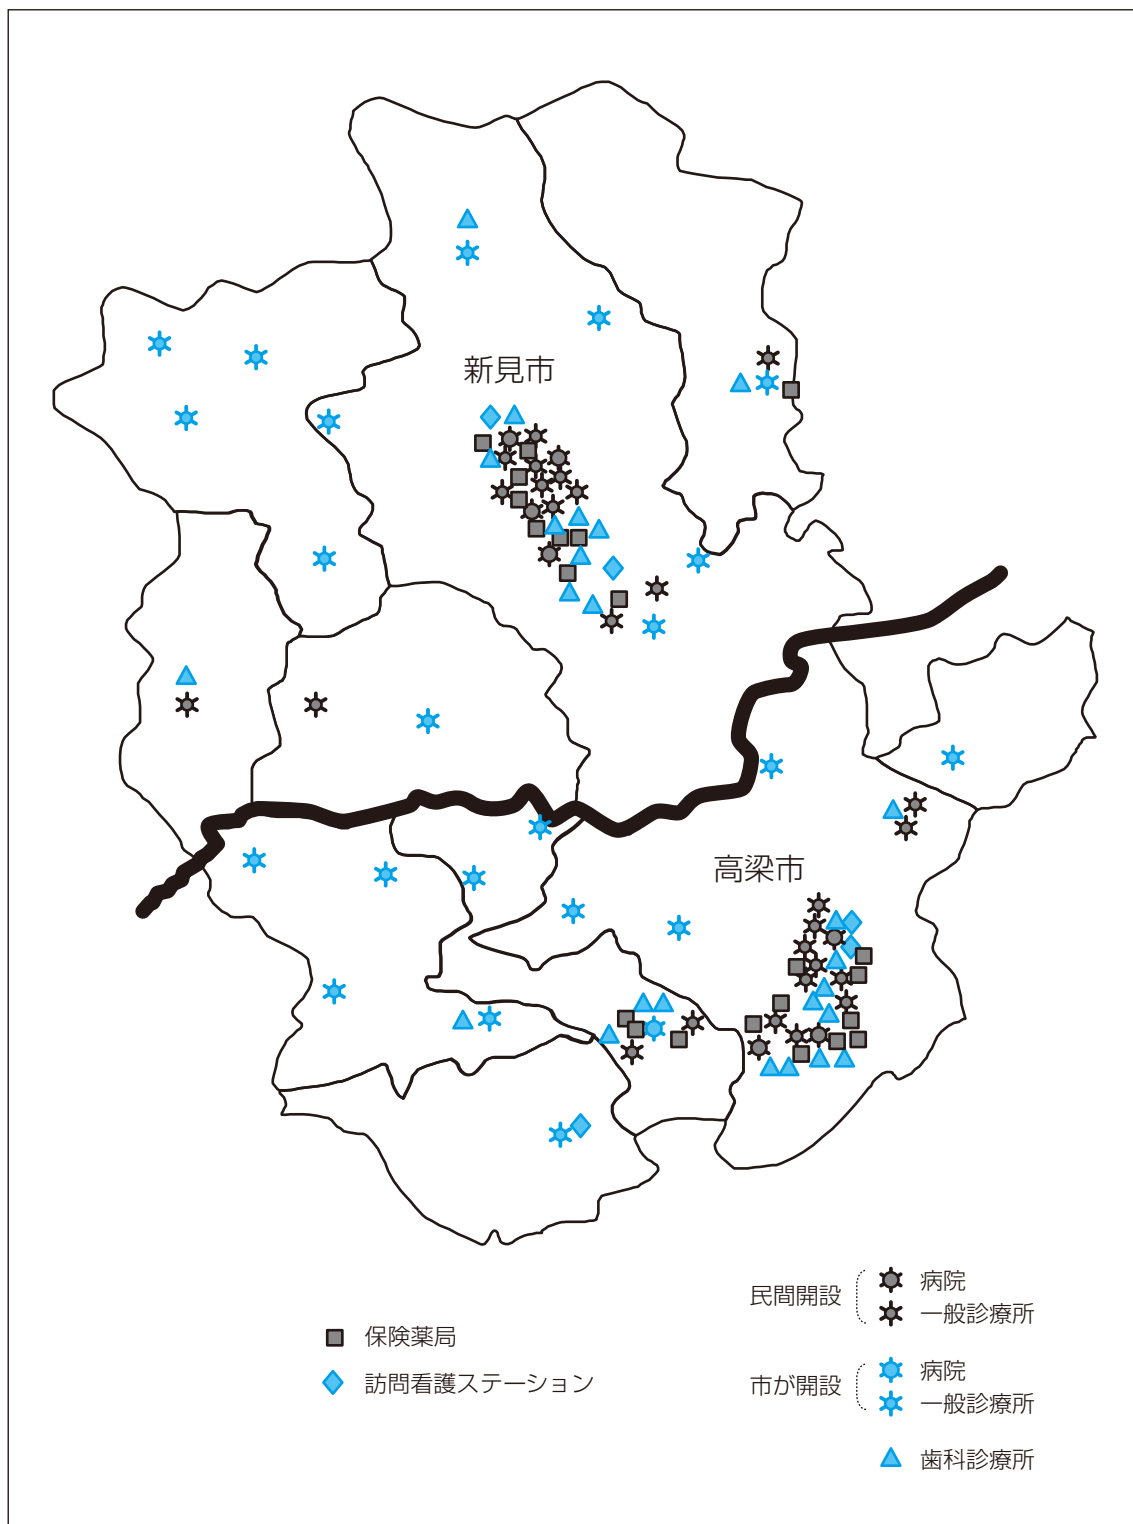 新見市
高梁市
保険薬局
訪問看護ステーション
民間開設
病院
一般診療所
市が開設
病院
一般診療所
歯科診療所